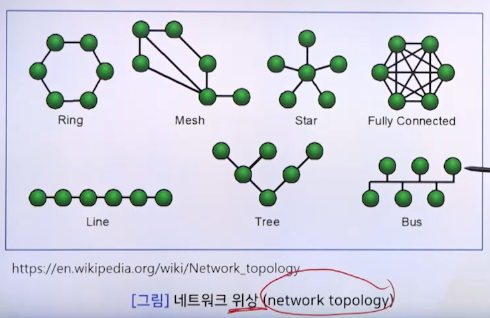 Ring Mesh Star Fully Connected
Line Tree Bus
https://en.wikipedia.org/wiki/Network_topology
[그림] 네트워크 위상 (network topology)